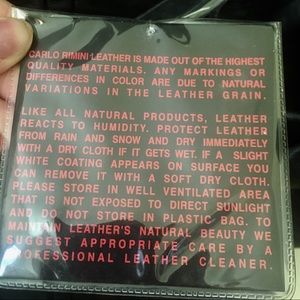 CARLO RIMINI LEATHER IS MADE OUT OF THE HIGHEST
QUALITY MATERIALS. ANY MARKINGS OR
DIFFERENCES IN COLOR ARE DUE TO NATURAL
VARIATIONS IN THE LEATHER GRAIN.
LIKE ALL NATURAL PRODUCTS, LEATHER
REACTS TO HUMIDITY. PROTECT LEATHER
FROM RAIN AND SNOW AND DRY IMMEDIATELY
WITH A DRY CLOTH IF IT GETS WET. IF A SLIGHT
WHITE COATING APPEARS ON SURFACE YOU
CAN REMOVE IT WITH A SOFT DRY CLOTH.
PLEASE STORE IN WELL VENTILATED AREA
THAT IS NOT EXPOSED TO DIRECT SUNLIGHT
AND DO NOT STORE IN PLASTIC BAG. TO
MAINTAIN LEATHER'S NATURAL BEAUTY WE
SUGGEST APPROPRIATE CARE BY A
PROFESSIONAL LEATHER CLEANER.